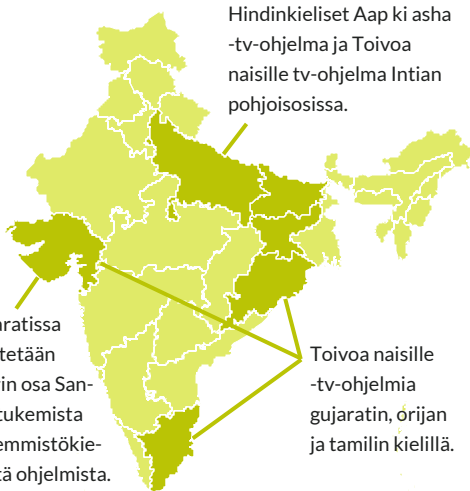 Hindinkieliset Aap ki asha
-tv-ohjelma ja Toivoa
naisille tv-ohjelma Intian
pohjoisosissa.
Toivoa naisille
-tv-ohjelmia
gujaratin, orijan
ja tamilin kielillä.
ohjelmista.